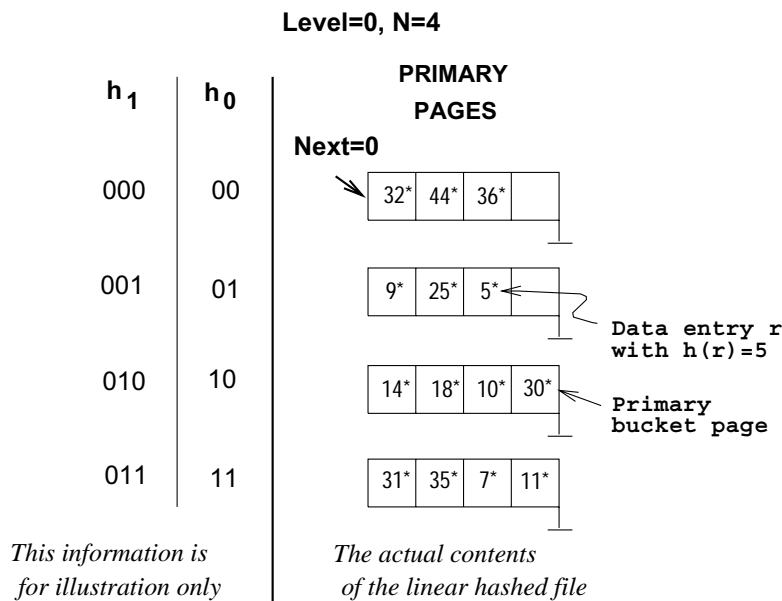 Level=0, N=4
h1 h0 PRIMARY PAGES
Next=0
000 00 32* 44* 36*
001 01 9* 25* 5*
Data entry r
with h(r)=5
010 10 14* 18* 10* 30*
Primary
bucket page
011 11 31* 35* 7* 11*
This information is
for illustration only
The actual contents
of the linear hashed file